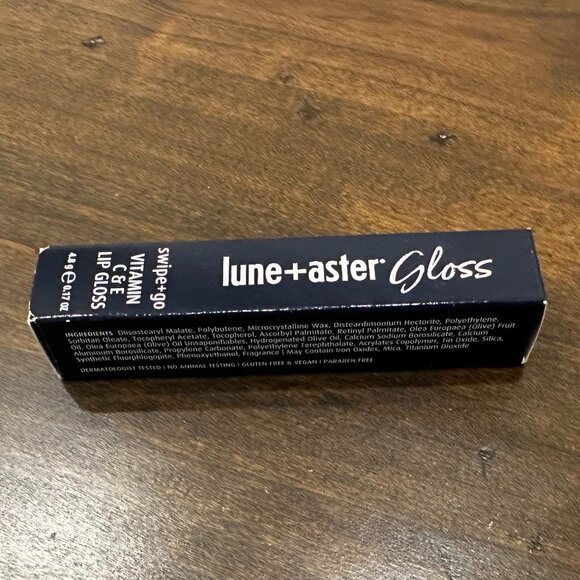 lune+aster® Gloss
swipe+go
VITAMIN
C & E
LIP GLOSS
4.8 g ℮ 0.17 OZ
INGREDIENTS Diisostearyl Malate, Polybutene, Microcrystalline Wax, Disteardimonium Hectorite, Polyethylene,
Sorbitan Oleate, Tocopheryl Acetate, Tocopherol, Ascorbyl Palmitate, Retinyl Palmitate, Olea Europaea (Olive) Fruit
Oil, Olea Europaea (Olive) Oil Unsaponifiables, Hydrogenated Olive Oil, Calcium Sodium Borosilicate, Calcium
Aluminum Borosilicate, Propylene Carbonate, Polyethylene Terephthalate, Acrylates Copolymer, Tin Oxide, Silica,
Synthetic Fluorphlogopite, Phenoxyethanol, Fragrance | May Contain Iron Oxides, Mica, Titanium Dioxide
DERMATOLOGIST TESTED | NO ANIMAL TESTING | GLUTEN FREE & VEGAN | PARABEN FREE